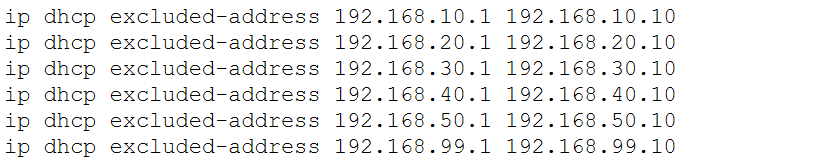 ip dhcp excluded-address 192.168.10.1 192.168.10.10
ip dhcp excluded-address 192.168.20.1 192.168.20.10
ip dhcp excluded-address 192.168.30.1 192.168.30.10
ip dhcp excluded-address 192.168.40.1 192.168.40.10
ip dhcp excluded-address 192.168.50.1 192.168.50.10
ip dhcp excluded-address 192.168.99.1 192.168.99.10